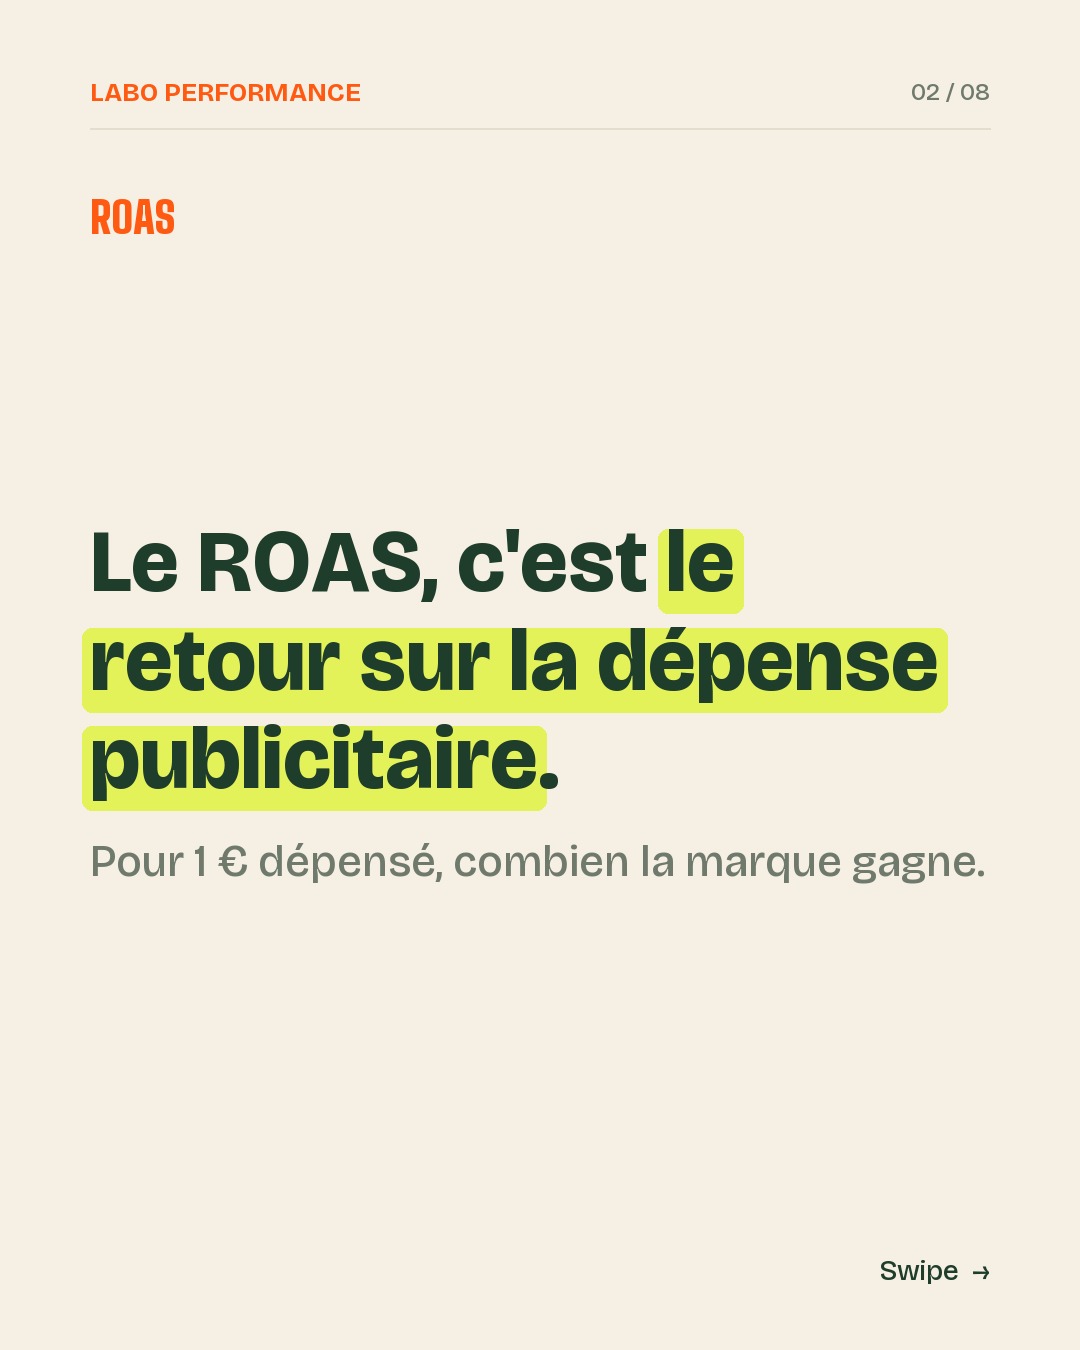 LABO PERFORMANCE
02 / 08
ROAS
Le ROAS, c'est le
retour sur la dépense
publicitaire.
Pour 1 € dépensé, combien la marque gagne.
Swipe →